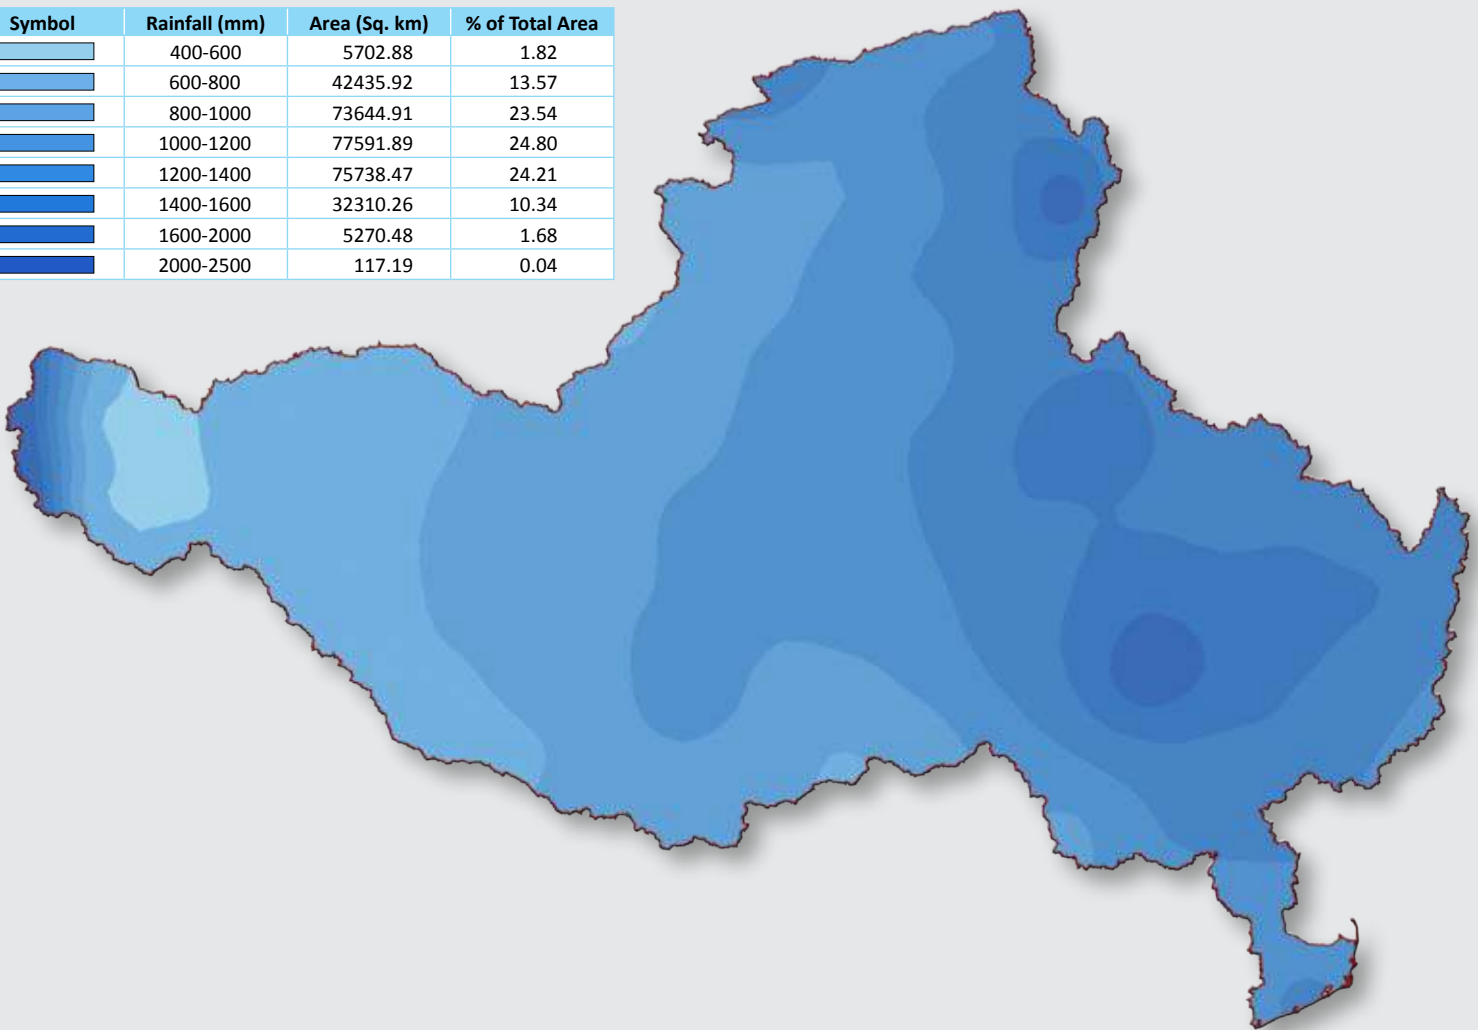 Symbol Rainfall (mm) Area (Sq. km) % of Total Area
400-600 5702.88 1.82
600-800 42435.92 13.57
800-1000 73644.91 23.54
1000-1200 77591.89 24.80
1200-1400 75738.47 24.21
1400-1600 32310.26 10.34
1600-2000 5270.48 1.68
2000-2500 117.19 0.04